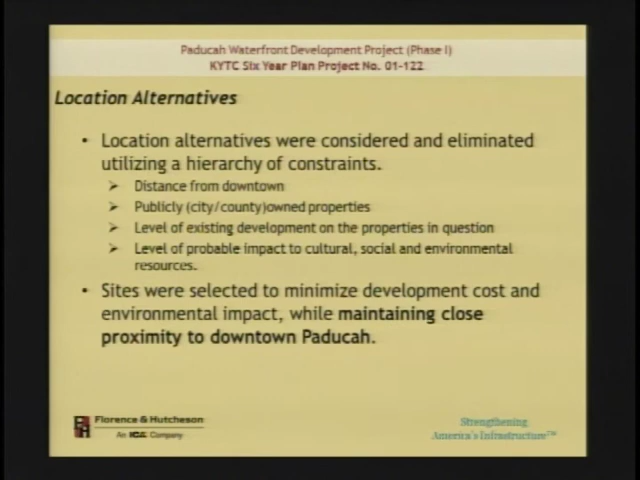 Paducah Waterfront Development Project (Phase I)
KYTC Six Year Plan Project No. 01-122
Location Alternatives
• Location alternatives were considered and eliminated
utilizing a hierarchy of constraints.
➢ Distance from downtown
➢ Publicly (city/county)owned properties
➢ Level of existing development on the properties in question
➢ Level of probable impact to cultural, social and environmental
resources.
• Sites were selected to minimize development cost and
environmental impact, while maintaining close
proximity to downtown Paducah.
Florence & Hutcheson
An ICA Company
Strengthening
America's Infrastructure™